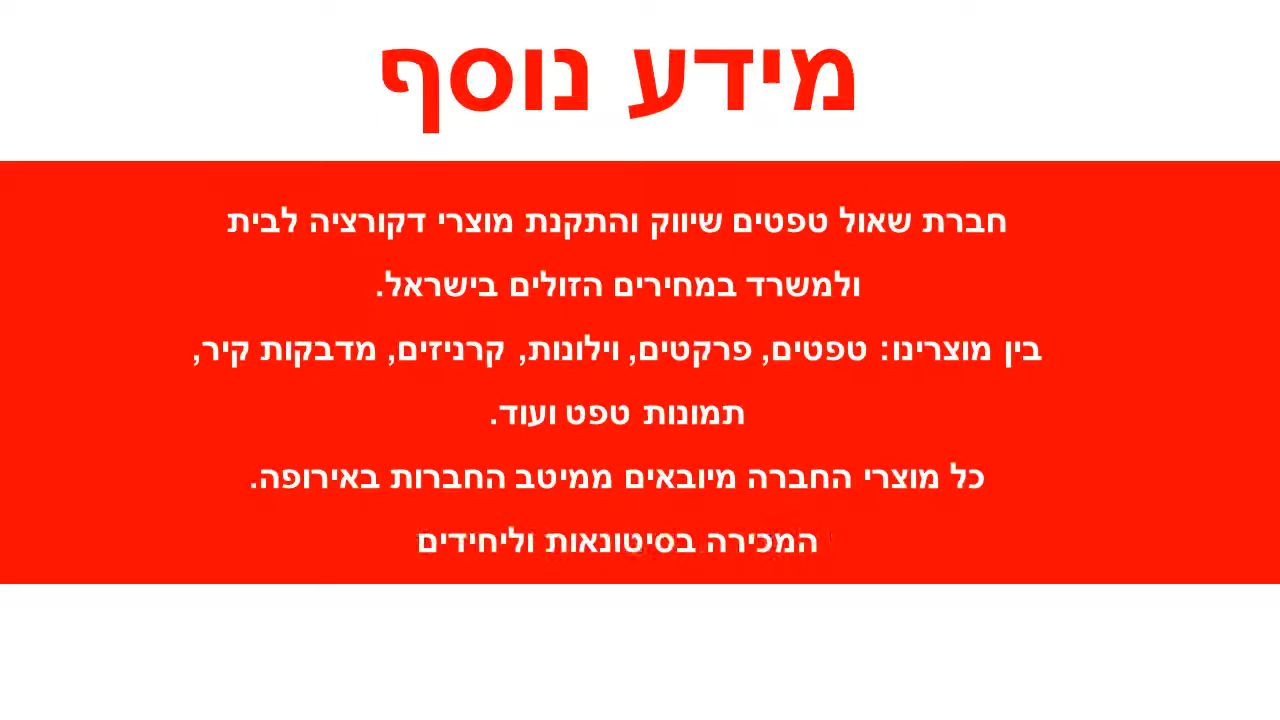 מידע נוסף
חברת שאול טפטים שיווק והתקנת מוצרי דקורציה לבית
ולמשרד במחירים הזולים בישראל.
בין מוצרינו: טפטים, פרקטים, וילונות, קרניזים, מדבקות קיר,
תמונות טפט ועוד.
כל מוצרי החברה מיובאים ממיטב החברות באירופה.
המכירה בסיטונאות וליחידים